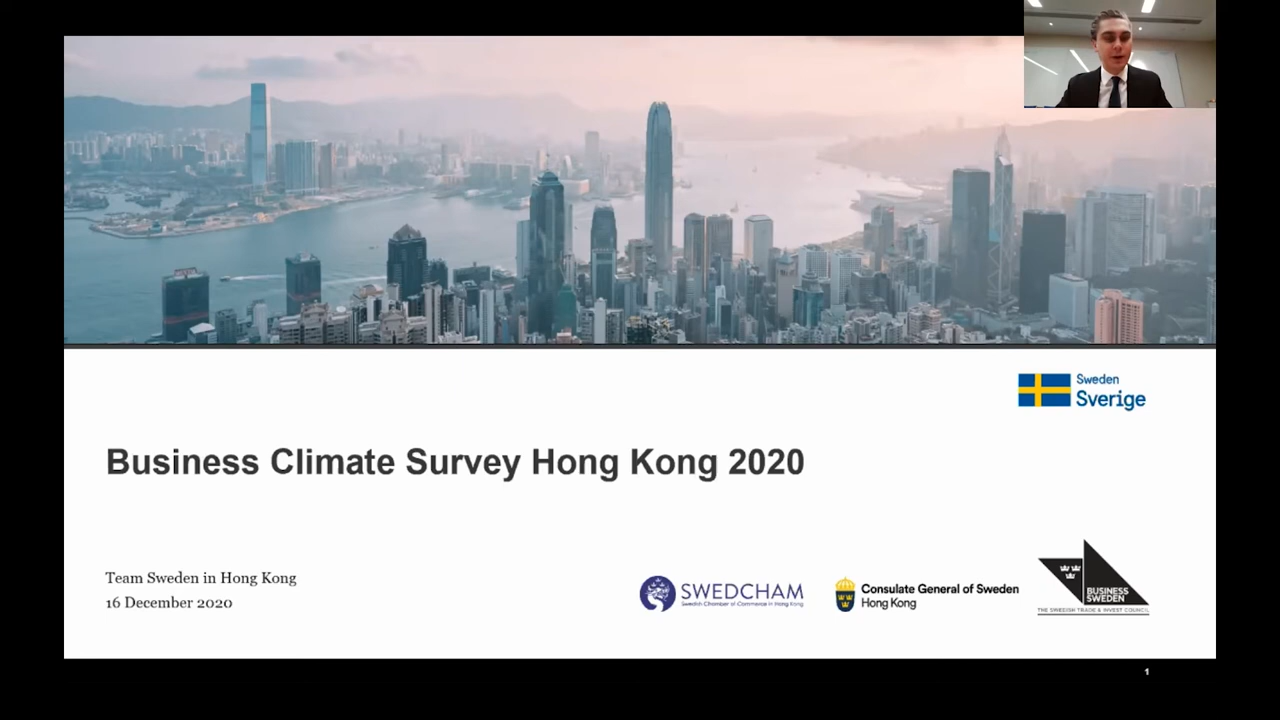 Sweden
Sverige
Business Climate Survey Hong Kong 2020
Team Sweden in Hong Kong
16 December 2020
SWEDCHAM
Swedish Chamber of Commerce in Hong Kong
Consulate General of Sweden
Hong Kong
BUSINESS
SWEDEN
THE SWEDISH TRADE & INVEST COUNCIL
1